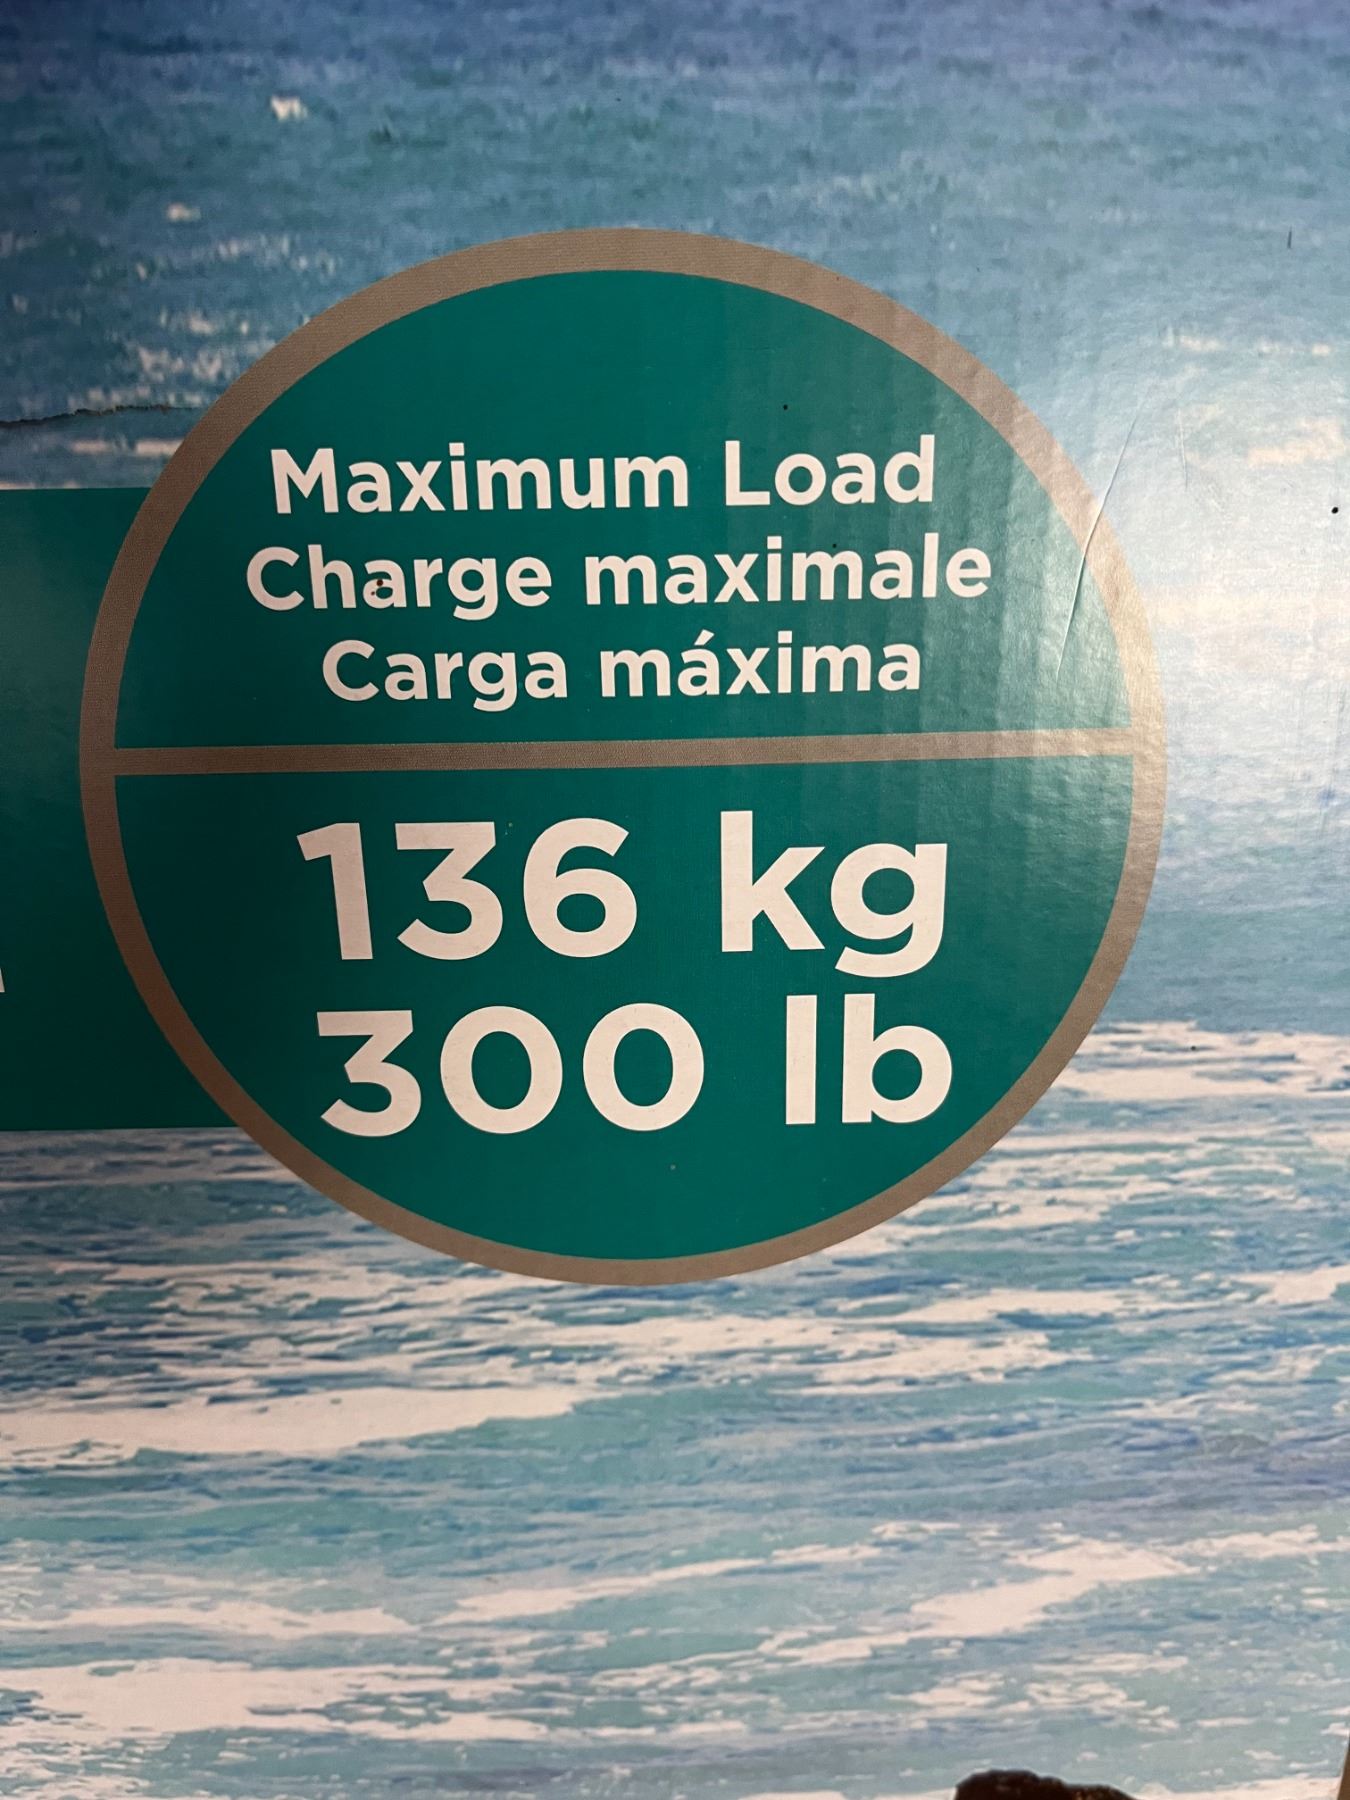 Maximum Load
Charge maximale
Carga máxima
136 kg
300 lb